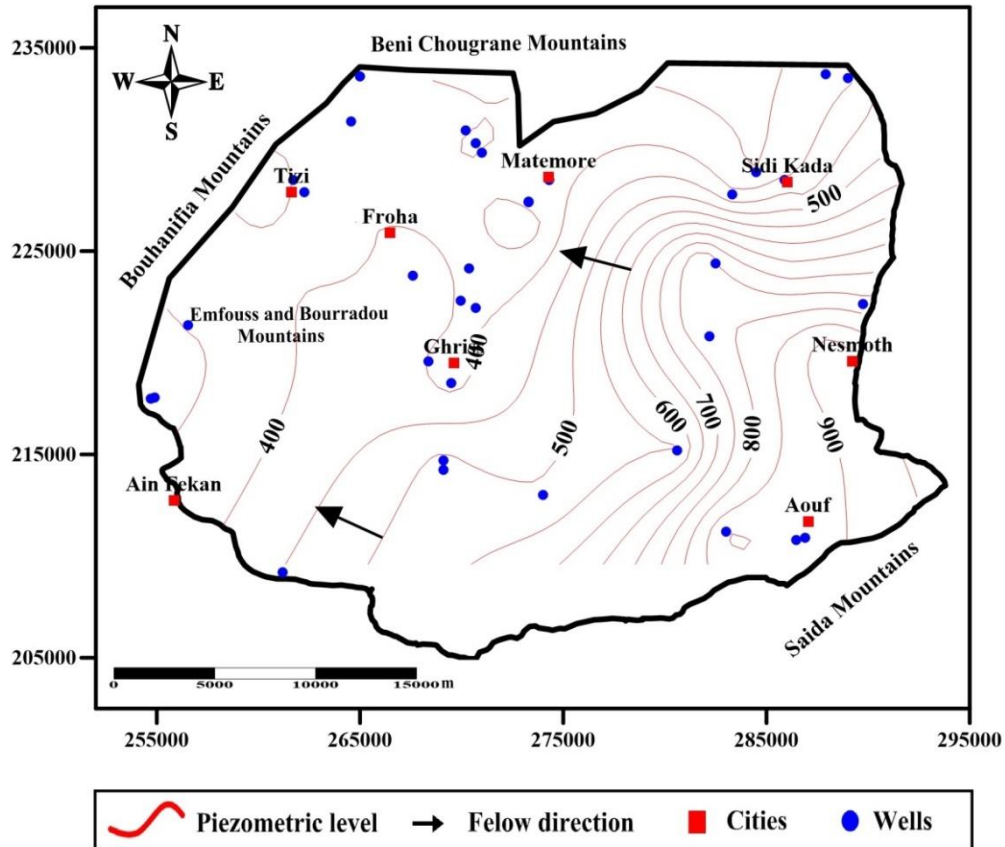 235000
225000
215000
205000
N
W
E
S
Beni Chougrane Mountains
Bouhanifia Mountains
Tizi
Froha
Matemore
Sidi Kada
500
Emfouss and Bourradou
Mountains
Ghriss
400
Nesmoth
400
500
600
700
800
900
Ain Fekan
Aouf
Saida Mountains
0
5000
10000
15000m
255000
265000
275000
285000
295000
Piezometric level
Felow direction
Cities
Wells